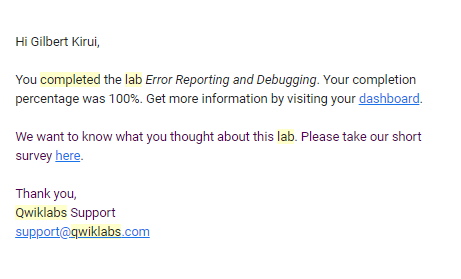 Hi Gilbert Kirui,
You completed the lab Error Reporting and Debugging. Your completion
percentage was 100%. Get more information by visiting your dashboard.
We want to know what you thought about this lab. Please take our short
survey here.
Thank you,
Qwiklabs Support
support@qwiklabs.com